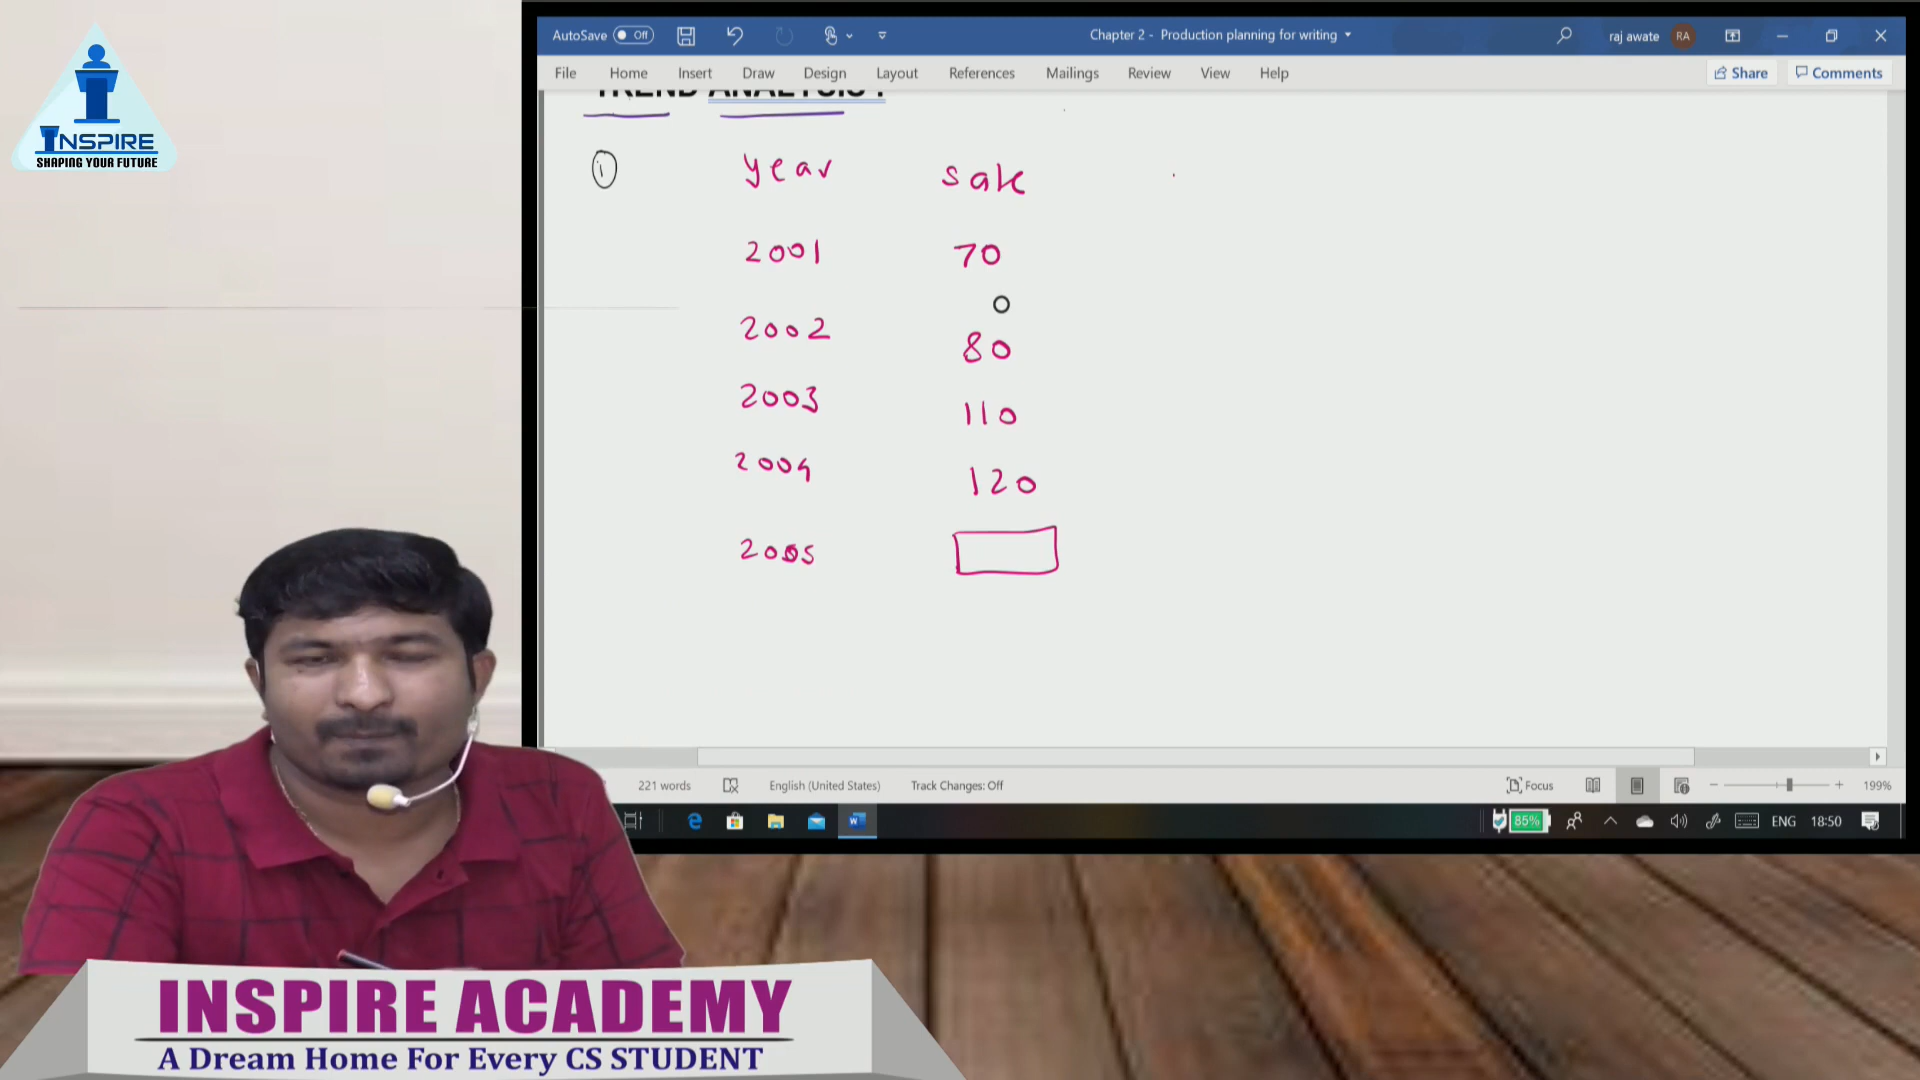 INSPIRE
SHAPING YOUR FUTURE
AutoSave Off
Chapter 2 - Production planning for writing
raj awate RA
File Home Insert Draw Design Layout References Mailings Review View Help
Share Comments
TREND ANALYSIS :
1 year sale
2001 70
2002 80
2003 110
2004 120
2005
221 words English (United States) Track Changes: Off
Focus 199%
85% ENG 18:50
INSPIRE ACADEMY
A Dream Home For Every CS STUDENT